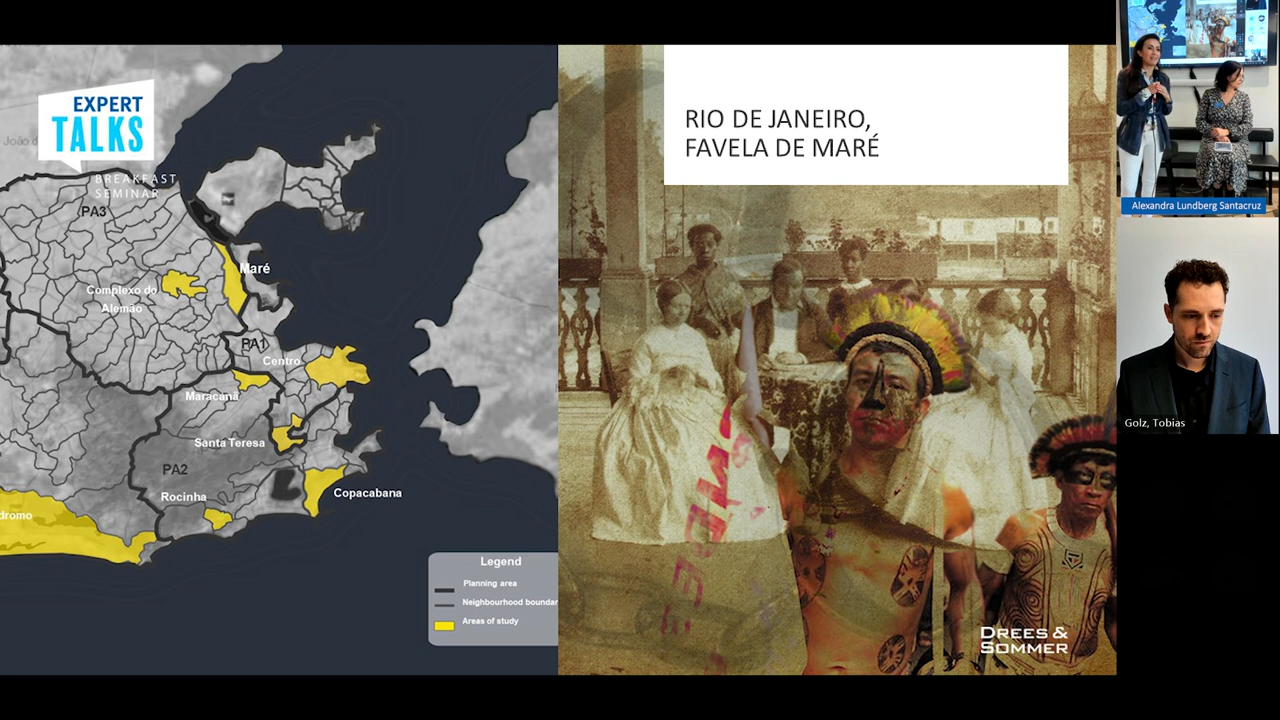 EXPERT
TALKS
BREAKFAST
SEMINAR
João d
PA3
Maré
Complexo do
Alemão
PA1
Centro
Maracanã
Santa Teresa
PA2
Rocinha
Copacabana
dromo
Legend
Planning area
Neighbourhood boundar
Areas of study
RIO DE JANEIRO,
FAVELA DE MARÉ
DREES &
SOMMER
Alexandra Lundberg Santacruz
Golz, Tobias